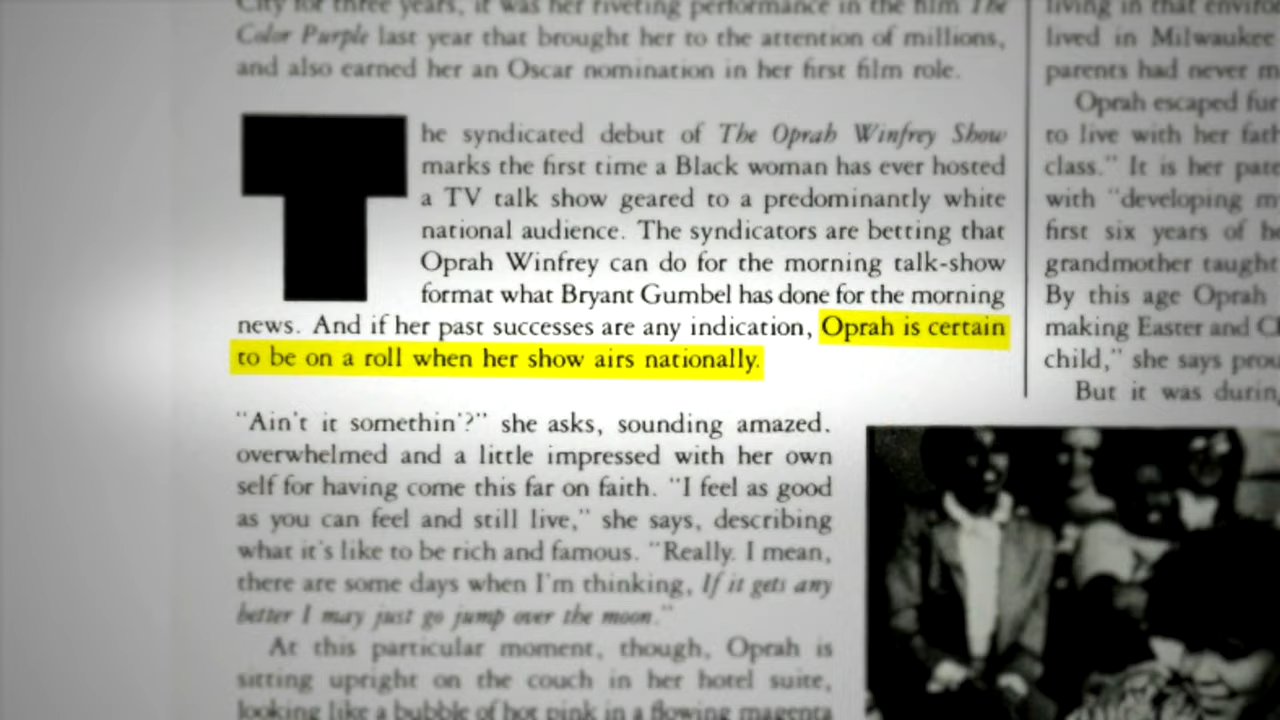 City for three years, it was her riveting performance in the film The
Color Purple last year that brought her to the attention of millions,
and also earned her an Oscar nomination in her first film role.
The syndicated debut of The Oprah Winfrey Show
marks the first time a Black woman has ever hosted
a TV talk show geared to a predominantly white
national audience. The syndicators are betting that
Oprah Winfrey can do for the morning talk-show
format what Bryant Gumbel has done for the morning
news. And if her past successes are any indication, Oprah is certain
to be on a roll when her show airs nationally.
"Ain't it somethin'?" she asks, sounding amazed,
overwhelmed and a little impressed with her own
self for having come this far on faith. "I feel as good
as you can feel and still live," she says, describing
what it's like to be rich and famous. "Really. I mean,
there are some days when I'm thinking, If it gets any
better I may just go jump over the moon."
At this particular moment, though, Oprah is
sitting upright on the couch in her hotel suite,
looking like a bubble of hot pink in a flowing magenta
living in that
lived in Milwaukee
parents had never
Oprah escaped
to live with her
class." It is her
with "developing
first six years of
grandmother taught
By this age Oprah
making Easter and
child," she says
But it was